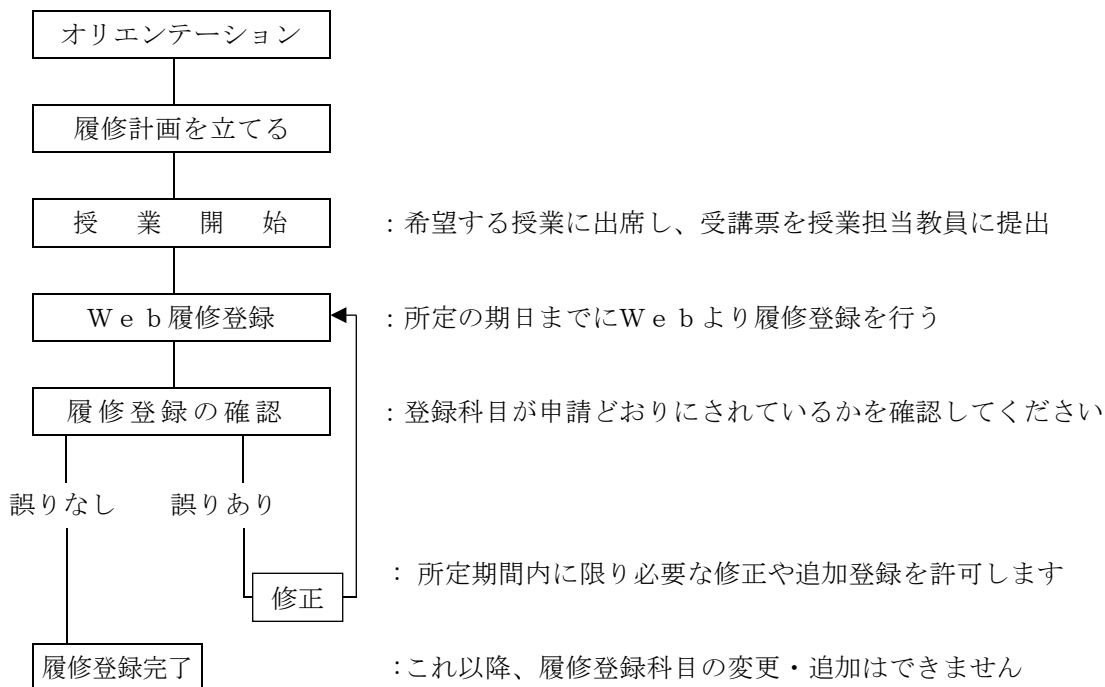 オリエンテーション
履修計画を立てる
授　業　開　始　：希望する授業に出席し、受講票を授業担当教員に提出
Ｗｅｂ履修登録　：所定の期日までにＷｅｂより履修登録を行う
履修登録の確認　：登録科目が申請どおりにされているかを確認してください
誤りなし　誤りあり
修正　：所定期間内に限り必要な修正や追加登録を許可します
履修登録完了　：これ以降、履修登録科目の変更・追加はできません